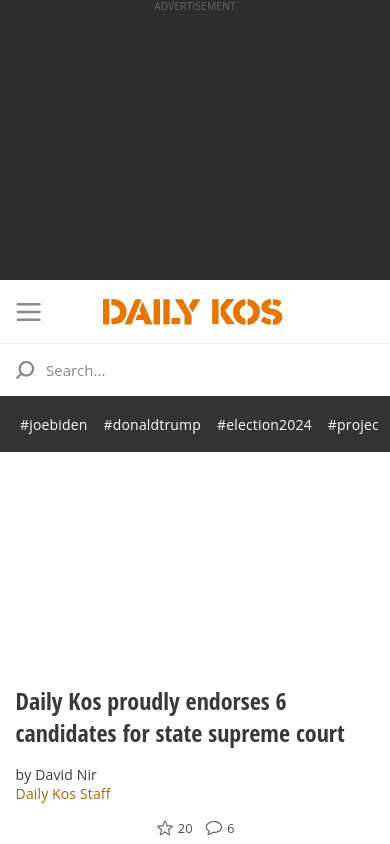 ADVERTISEMENT
DAILY KOS
Search...
#joebiden #donaldtrump #election2024 #projec
Daily Kos proudly endorses 6
candidates for state supreme court
by David Nir
Daily Kos Staff
20 6